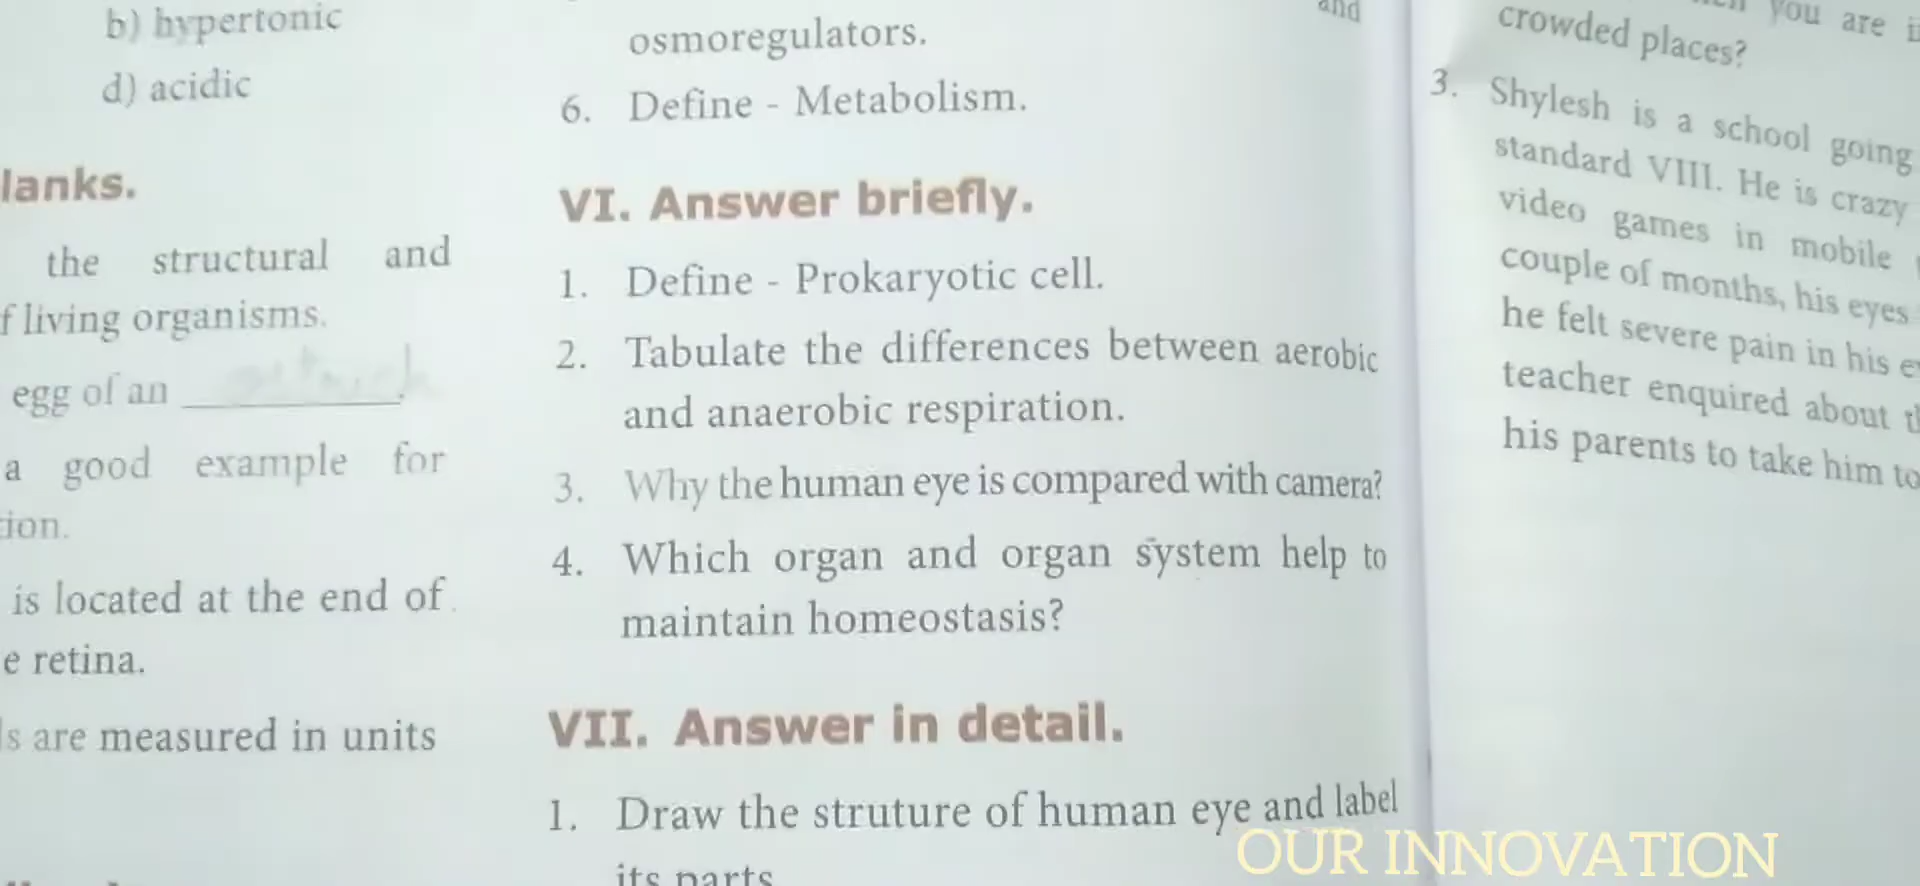 b) hypertonic
d) acidic
lanks.
the structural and
f living organisms.
egg of an
a good example for
ion.
is located at the end of
e retina.
s are measured in units
osmoregulators.
6. Define - Metabolism.
VI. Answer briefly.
1. Define - Prokaryotic cell.
2. Tabulate the differences between aerobic
and anaerobic respiration.
3. Why the human eye is compared with camera?
4. Which organ and organ system help to
maintain homeostasis?
VII. Answer in detail.
1. Draw the struture of human eye and label
its parts
and
you are
crowded places?
3. Shylesh is a school going
standard VIII. He is crazy
video games in mobile
couple of months, his eyes
he felt severe pain in his
teacher enquired about
his parents to take him to
OUR INNOVATION